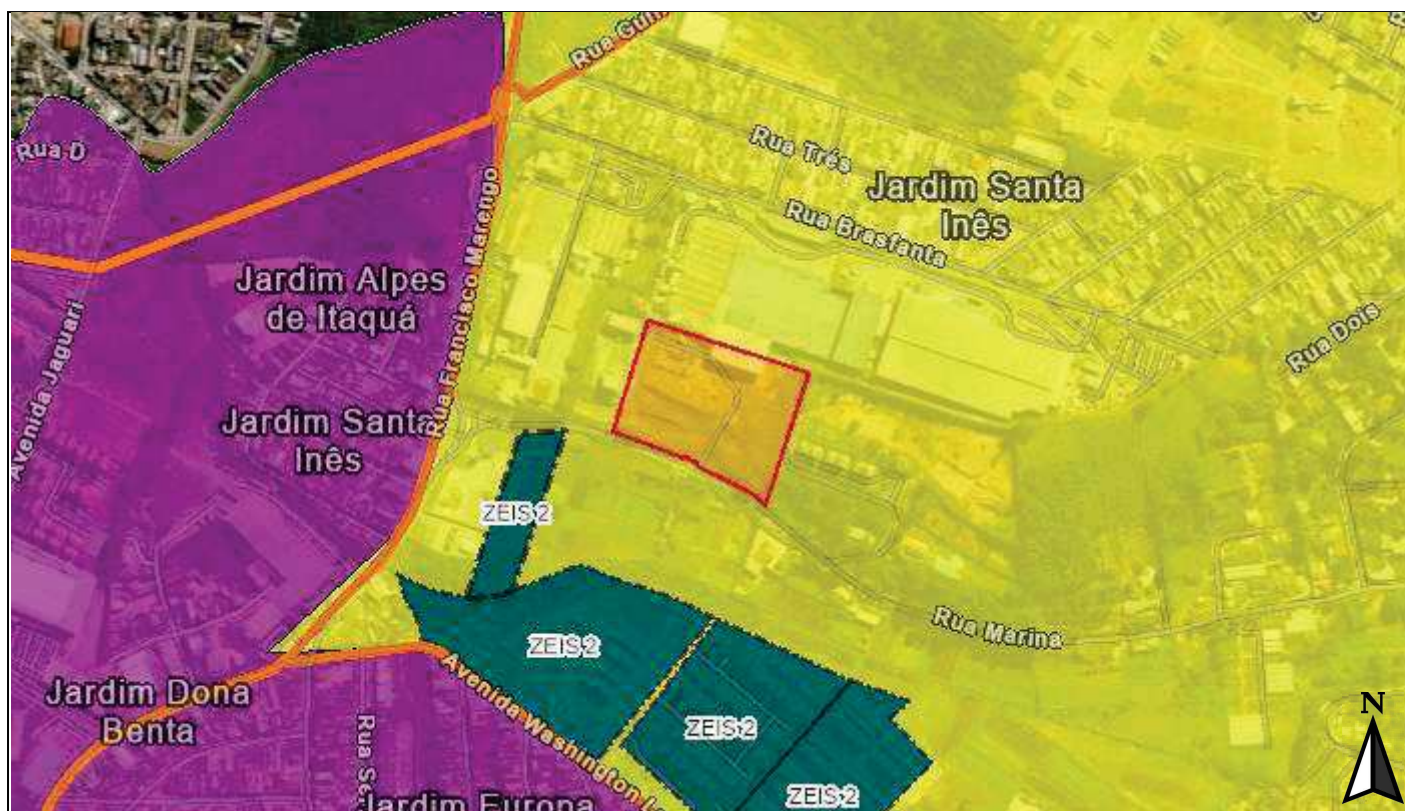 Rua D
Rua Trés
Jardim Santa
Inês
Rua Brasfanta
Rua Francisco Marengo
Jardim Alpes
de Itaquá
Avenida Jaguari
Rua Dois
Jardim Santa
Inês
ZEIS 2
ZEIS 2
Rua Marina
Jardim Dona
Benta
Avenida Washington
ZEIS 2
Rua
ZEIS 2
Jardim Europa
N